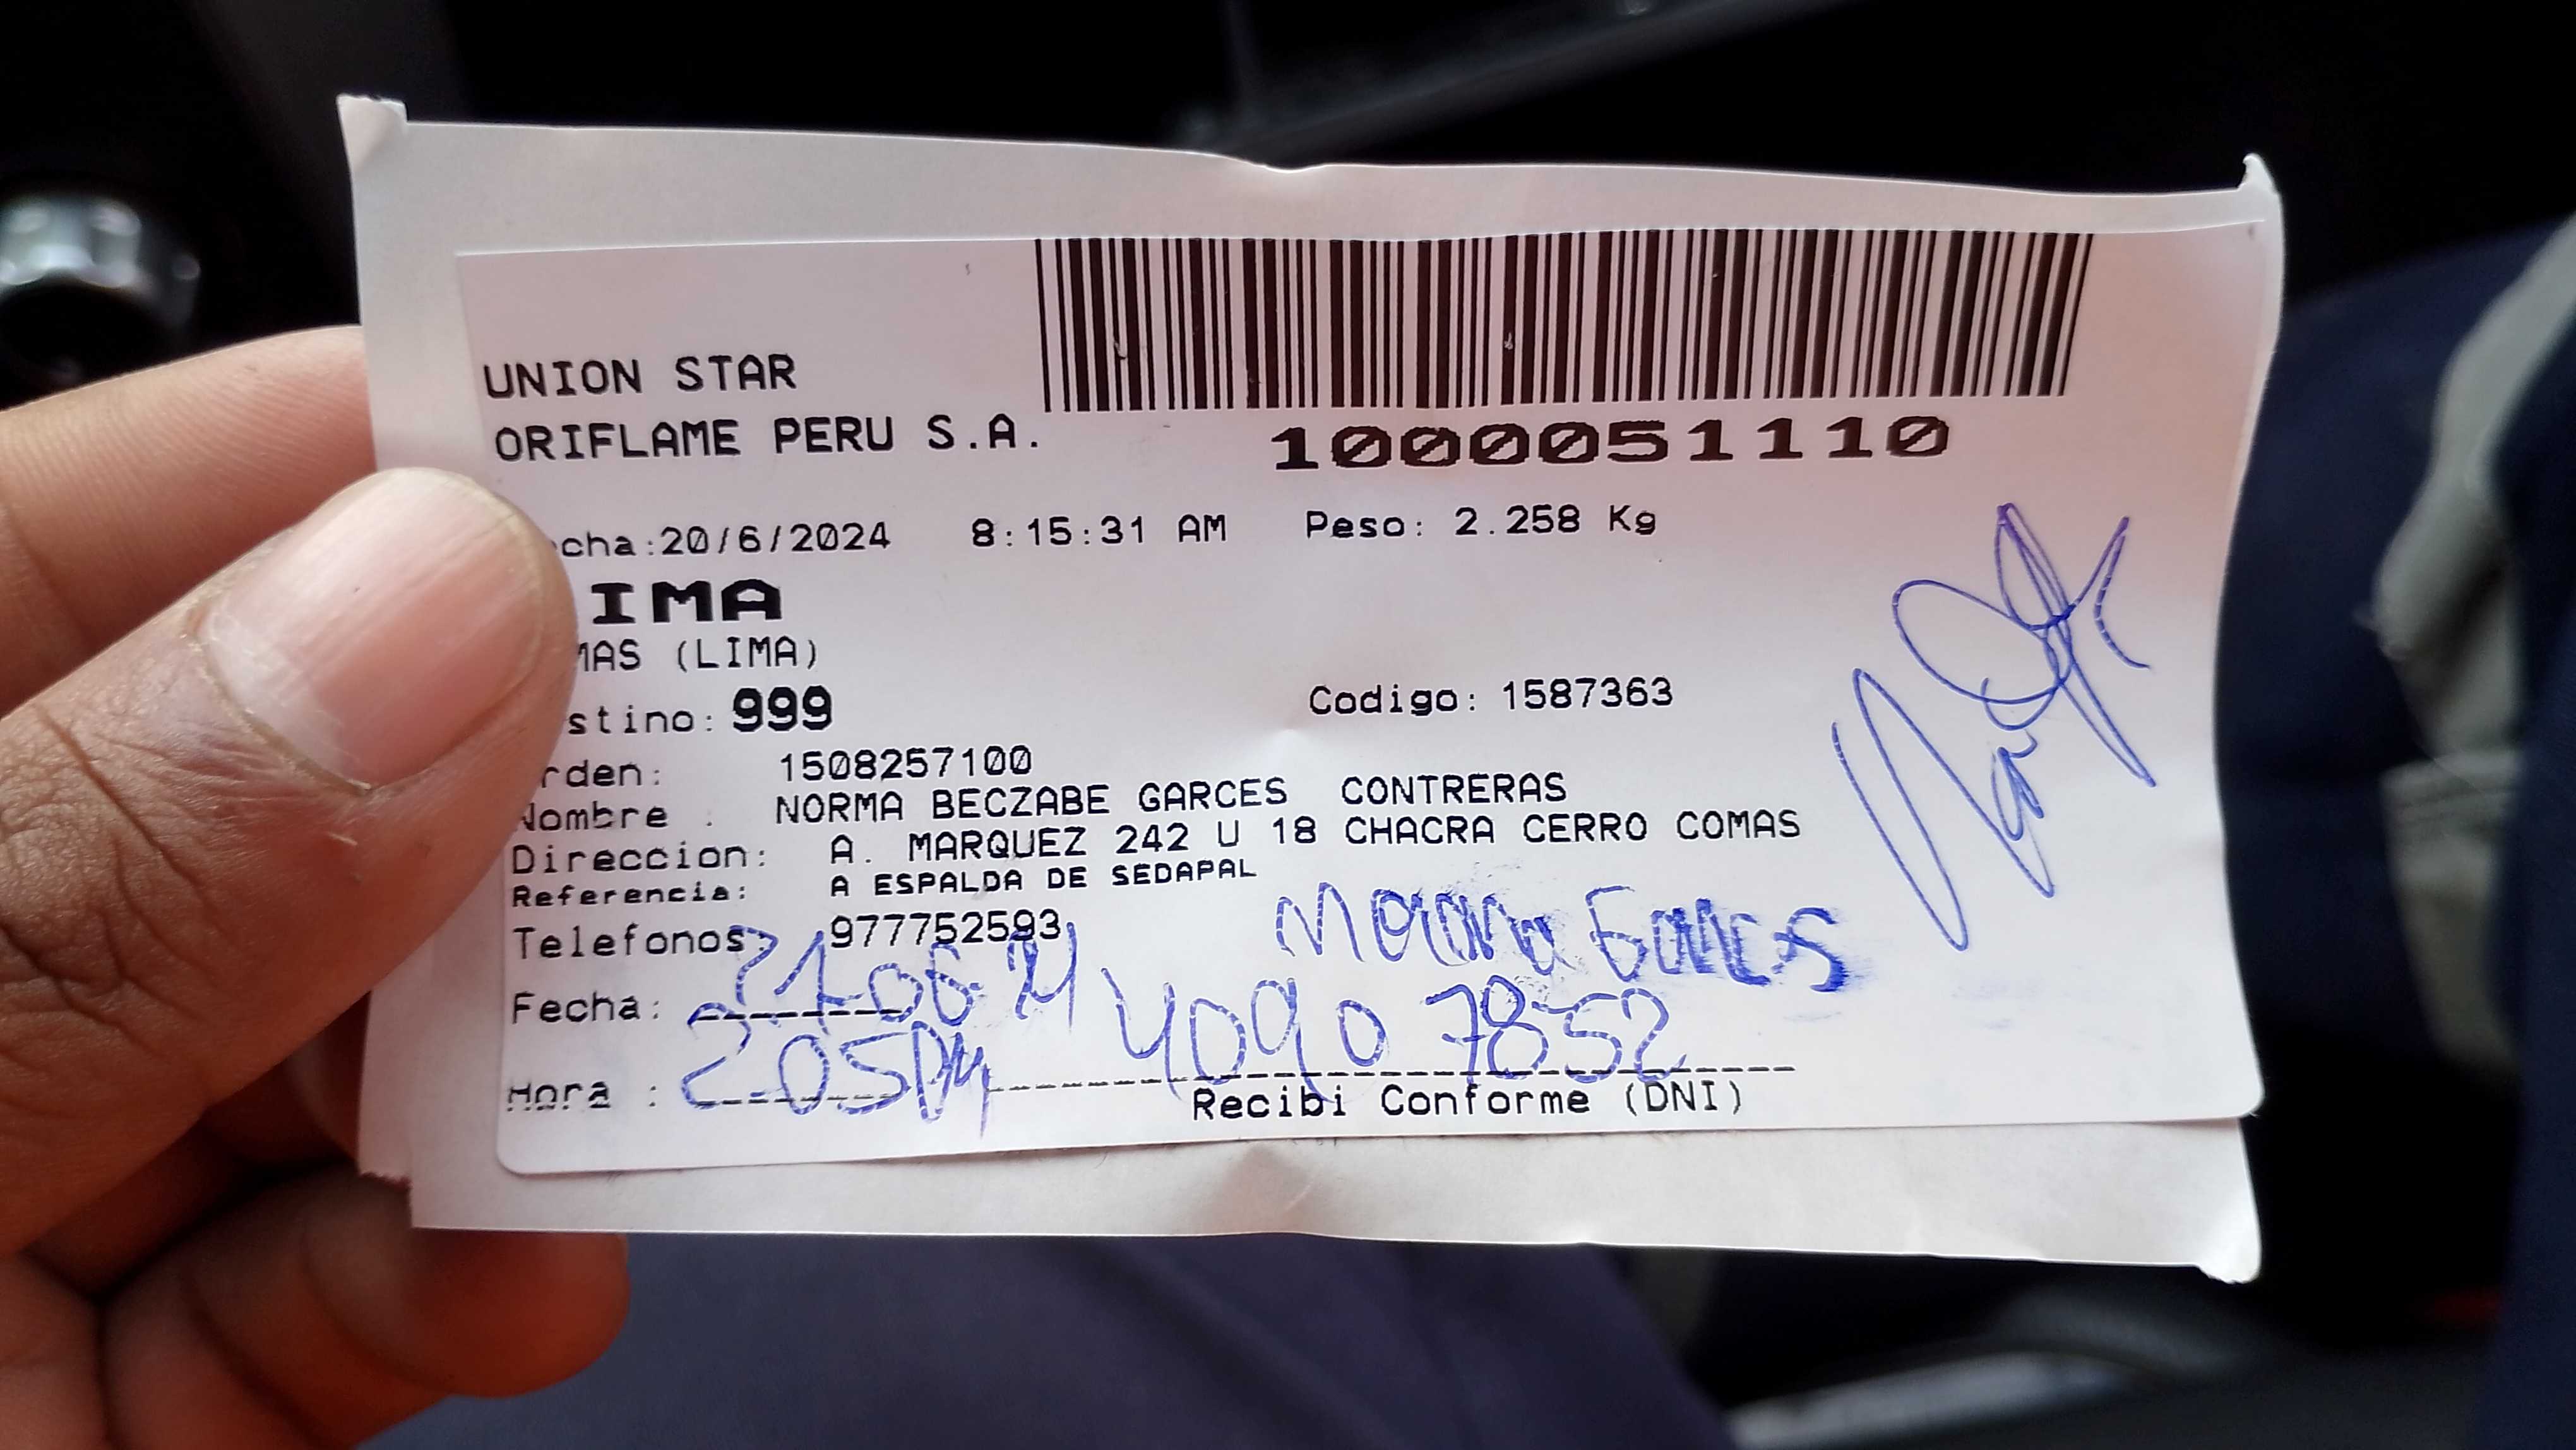 UNION STAR
ORIFLAME PERU S.A.
1000051110
cha:20/6/2024 8:15:31 AM Peso: 2.258 Kg
IMA
MAS (LIMA)
stino: 999 Codigo: 1587363
rden: 1508257100
Nombre : NORMA BECZABE GARCES CONTRERAS
Direccion: A. MARQUEZ 242 U 18 CHACRA CERRO COMAS
Referencia: A ESPALDA DE SEDAPAL
Telefonos: 977752593
Fecha: 21-06-24
Hora : 2.05PM 40907852
Recibi Conforme (DNI)